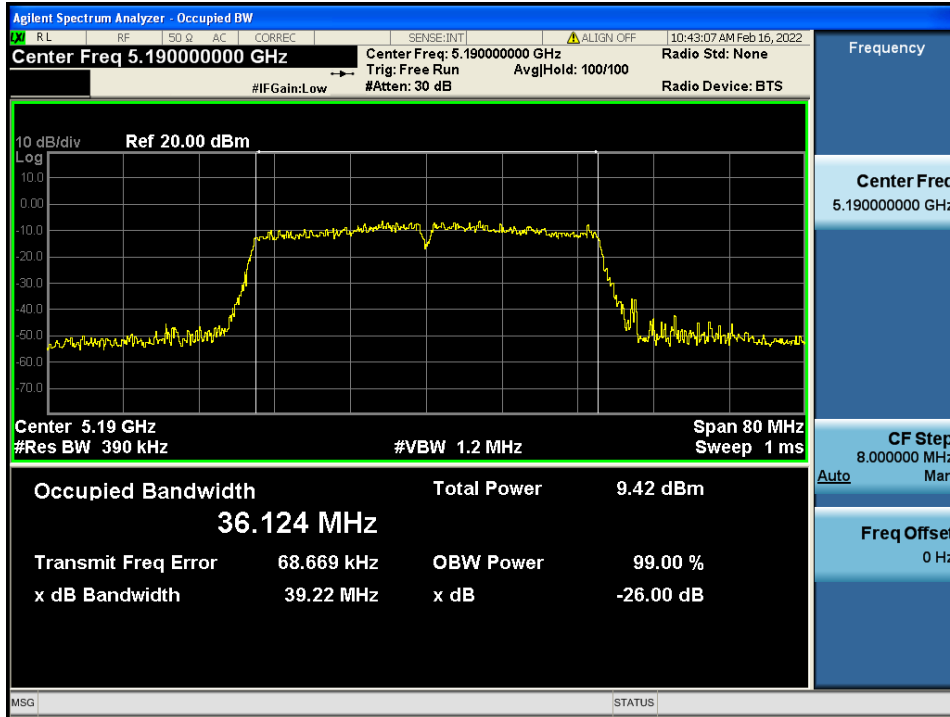 Agilent Spectrum Analyzer - Occupied BW
LXI RL RF 50 Ω AC CORREC SENSE:INT ALIGN OFF 10:43:07 AM Feb 16, 2022
Center Freq 5.190000000 GHz
Center Freq: 5.190000000 GHz
Radio Std: None
Trig: Free Run
Avg|Hold: 100/100
#IFGain:Low
#Atten: 30 dB
Radio Device: BTS
10 dB/div
Ref 20.00 dBm
Log
10.0
0.00
-10.0
-20.0
-30.0
-40.0
-50.0
-60.0
-70.0
Center 5.19 GHz
Span 80 MHz
#Res BW 390 kHz
#VBW 1.2 MHz
Sweep 1 ms
Occupied Bandwidth
Total Power 9.42 dBm
36.124 MHz
Transmit Freq Error 68.669 kHz OBW Power 99.00 %
x dB Bandwidth 39.22 MHz x dB -26.00 dB
MSG
STATUS
Frequency
Center Freq
5.190000000 GHz
CF Step
8.000000 MHz
Auto Man
Freq Offset
0 Hz